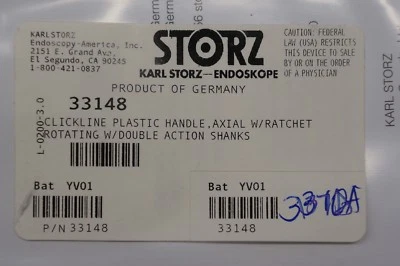 KARLSTORZ
Endoscopy-America, Inc.
2151 E. Grand Ave.
El Segundo, CA 90245
1-800-421-0837
STORZ
KARL STORZ—ENDOSKOPE
CAUTION: FEDERAL
LAW (USA) RESTRICTS
THIS DEVICE TO SALE
BY OR ON THE ORDER
OF A PHYSICIAN
PRODUCT OF GERMANY
33148
CLICKLINE PLASTIC HANDLE,AXIAL W/RATCHET
ROTATING W/DOUBLE ACTION SHANKS
L-0200-3.0
Bat YV01
P/N 33148
Bat YV01
33148
KARL STORZ